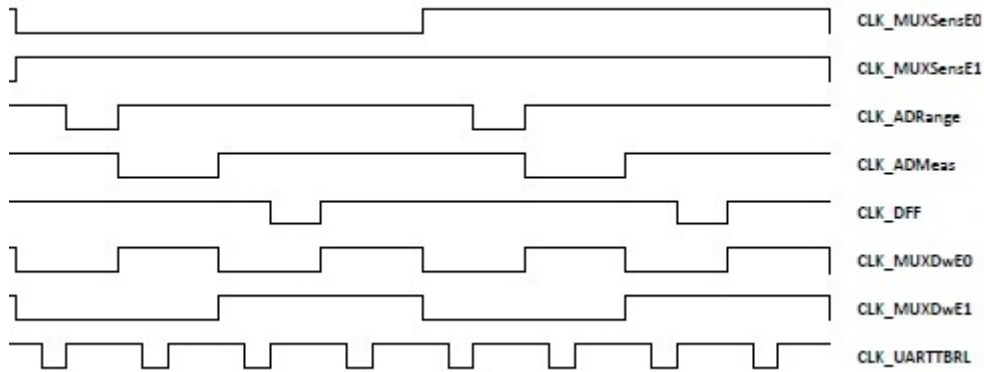 CLK_MUXSensE0
CLK_MUXSensE1
CLK_ADRange
CLK_ADMeas
CLK_DFF
CLK_MUXDwE0
CLK_MUXDwE1
CLK_UARTTBRL